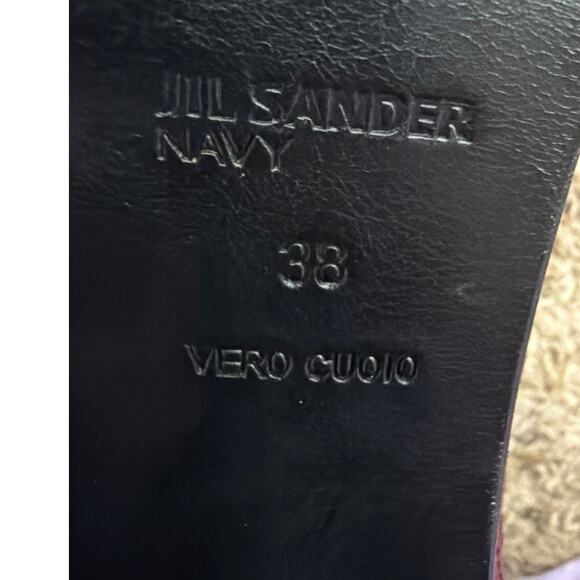 JIL SANDER
NAVY
38
VERO CUOIO